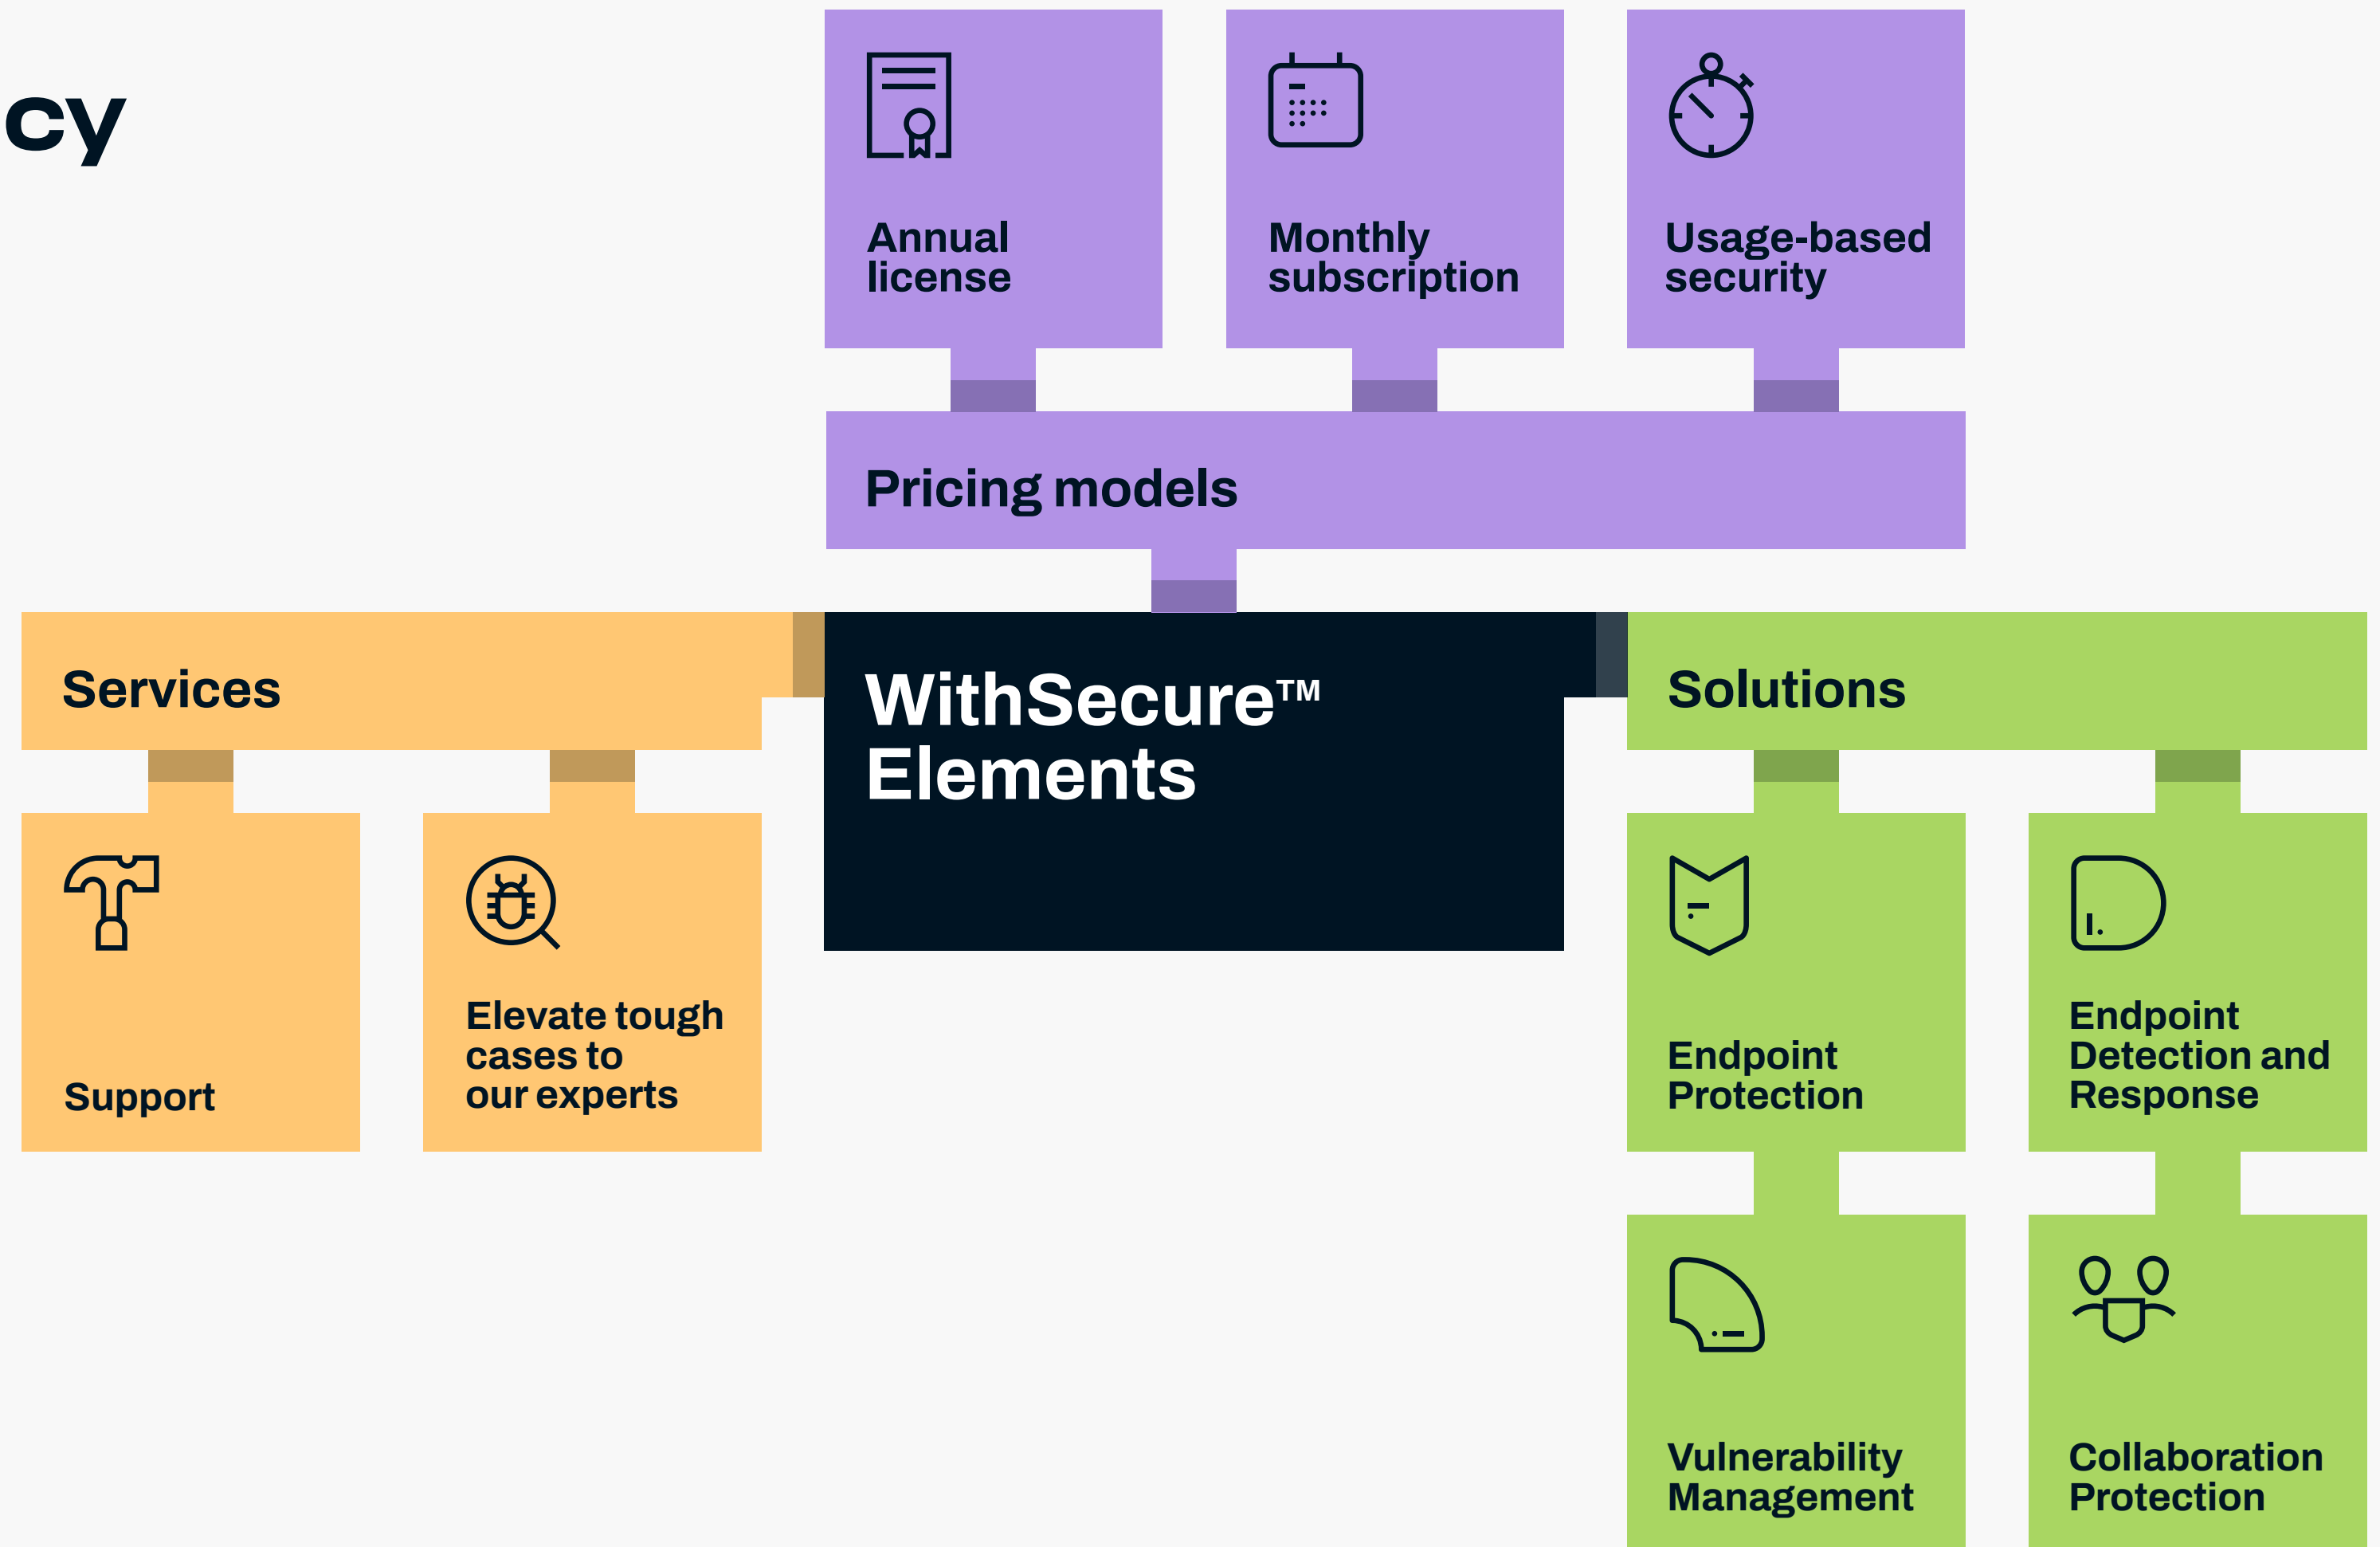 cy
Annual
license
Monthly
subscription
Usage-based
security
Pricing models
Services
WithSecure™
Elements
Solutions
Support
Elevate tough
cases to
our experts
Endpoint
Protection
Endpoint
Detection and
Response
Vulnerability
Management
Collaboration
Protection